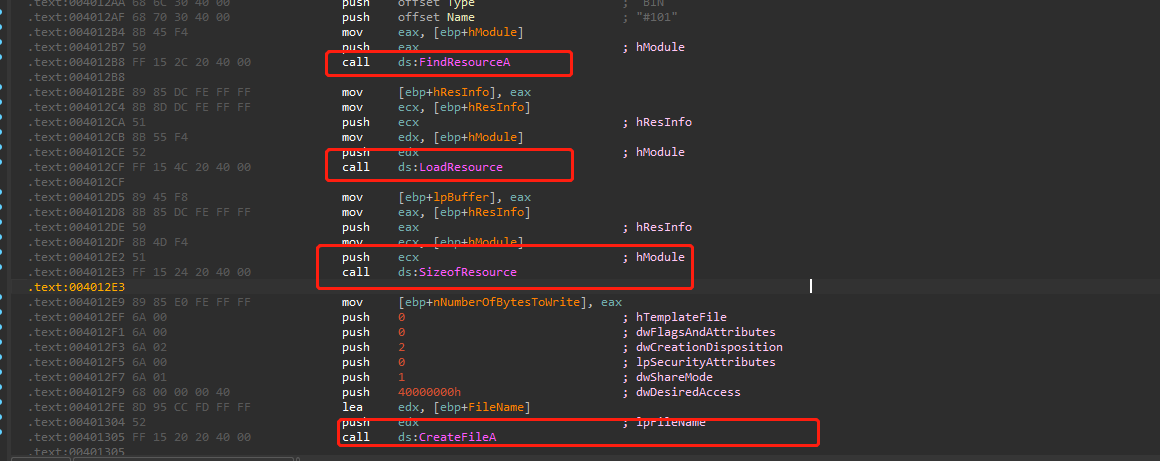 .text:004012AA 68 6C 30 40 00 push offset Type ; "BIN"
.text:004012AF 68 70 30 40 00 push offset Name ; "#101"
.text:004012B4 8B 45 F4 mov eax, [ebp+hModule]
.text:004012B7 50 push eax ; hModule
.text:004012B8 FF 15 2C 20 40 00 call ds:FindResourceA
.text:004012B8
.text:004012BE 89 85 DC FE FF FF mov [ebp+hResInfo], eax
.text:004012C4 8B 8D DC FE FF FF mov ecx, [ebp+hResInfo]
.text:004012CA 51 push ecx ; hResInfo
.text:004012CB 8B 55 F4 mov edx, [ebp+hModule]
.text:004012CE 52 push edx ; hModule
.text:004012CF FF 15 4C 20 40 00 call ds:LoadResource
.text:004012CF
.text:004012D5 89 45 F8 mov [ebp+lpBuffer], eax
.text:004012D8 8B 85 DC FE FF FF mov eax, [ebp+hResInfo]
.text:004012DE 50 push eax ; hResInfo
.text:004012DF 8B 4D F4 mov ecx, [ebp+hModule]
.text:004012E2 51 push ecx ; hModule
.text:004012E3 FF 15 24 20 40 00 call ds:SizeofResource
.text:004012E3
.text:004012E9 89 85 E0 FE FF FF mov [ebp+nNumberOfBytesToWrite], eax
.text:004012EF 6A 00 push 0 ; hTemplateFile
.text:004012F1 6A 00 push 0 ; dwFlagsAndAttributes
.text:004012F3 6A 02 push 2 ; dwCreationDisposition
.text:004012F5 6A 00 push 0 ; lpSecurityAttributes
.text:004012F7 6A 01 push 1 ; dwShareMode
.text:004012F9 68 00 00 00 40 push 40000000h ; dwDesiredAccess
.text:004012FE 8D 95 CC FD FF FF lea edx, [ebp+FileName]
.text:00401304 52 push edx ; lpFileName
.text:00401305 FF 15 20 20 40 00 call ds:CreateFileA
.text:00401305